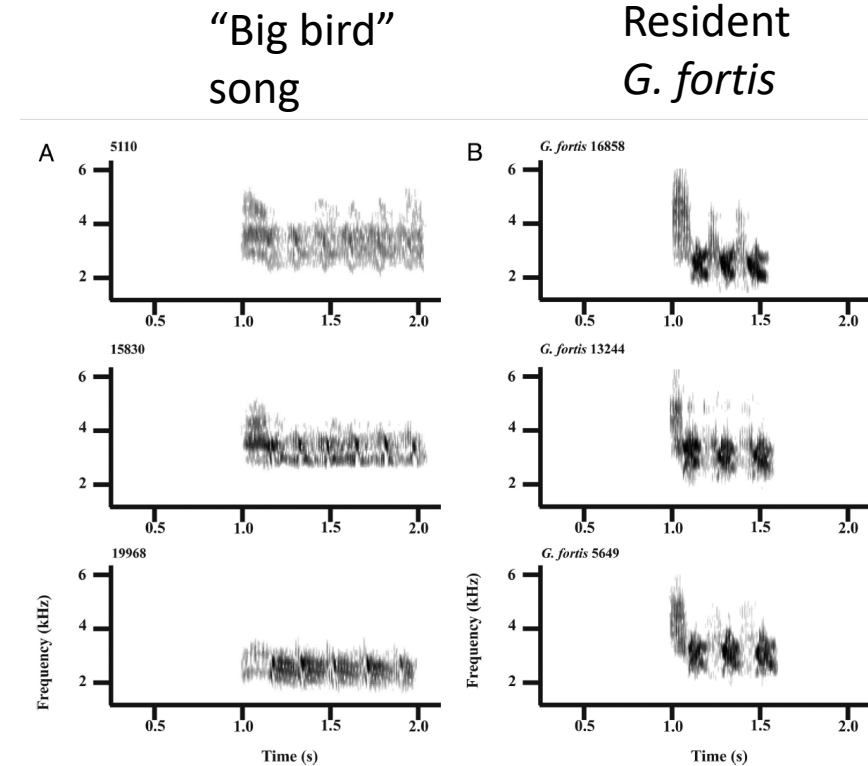 “Big bird”
song
Resident
G. fortis
A
5110
6
4
2
0.5 1.0 1.5 2.0
15830
6
4
2
0.5 1.0 1.5 2.0
19968
6
4
2
0.5 1.0 1.5 2.0
Frequency (kHz)
Time (s)
B
G. fortis 16858
6
4
2
0.5 1.0 1.5 2.0
G. fortis 13244
6
4
2
0.5 1.0 1.5 2.0
G. fortis 5649
6
4
2
0.5 1.0 1.5 2.0
Frequency (kHz)
Time (s)